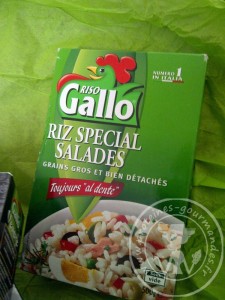 RISO
Gallo
NUMERO 1
IN ITALIA
RIZ SPECIAL
SALADES
GRAINS GROS ET BIEN DÉTACHÉS
Toujours "al dente"